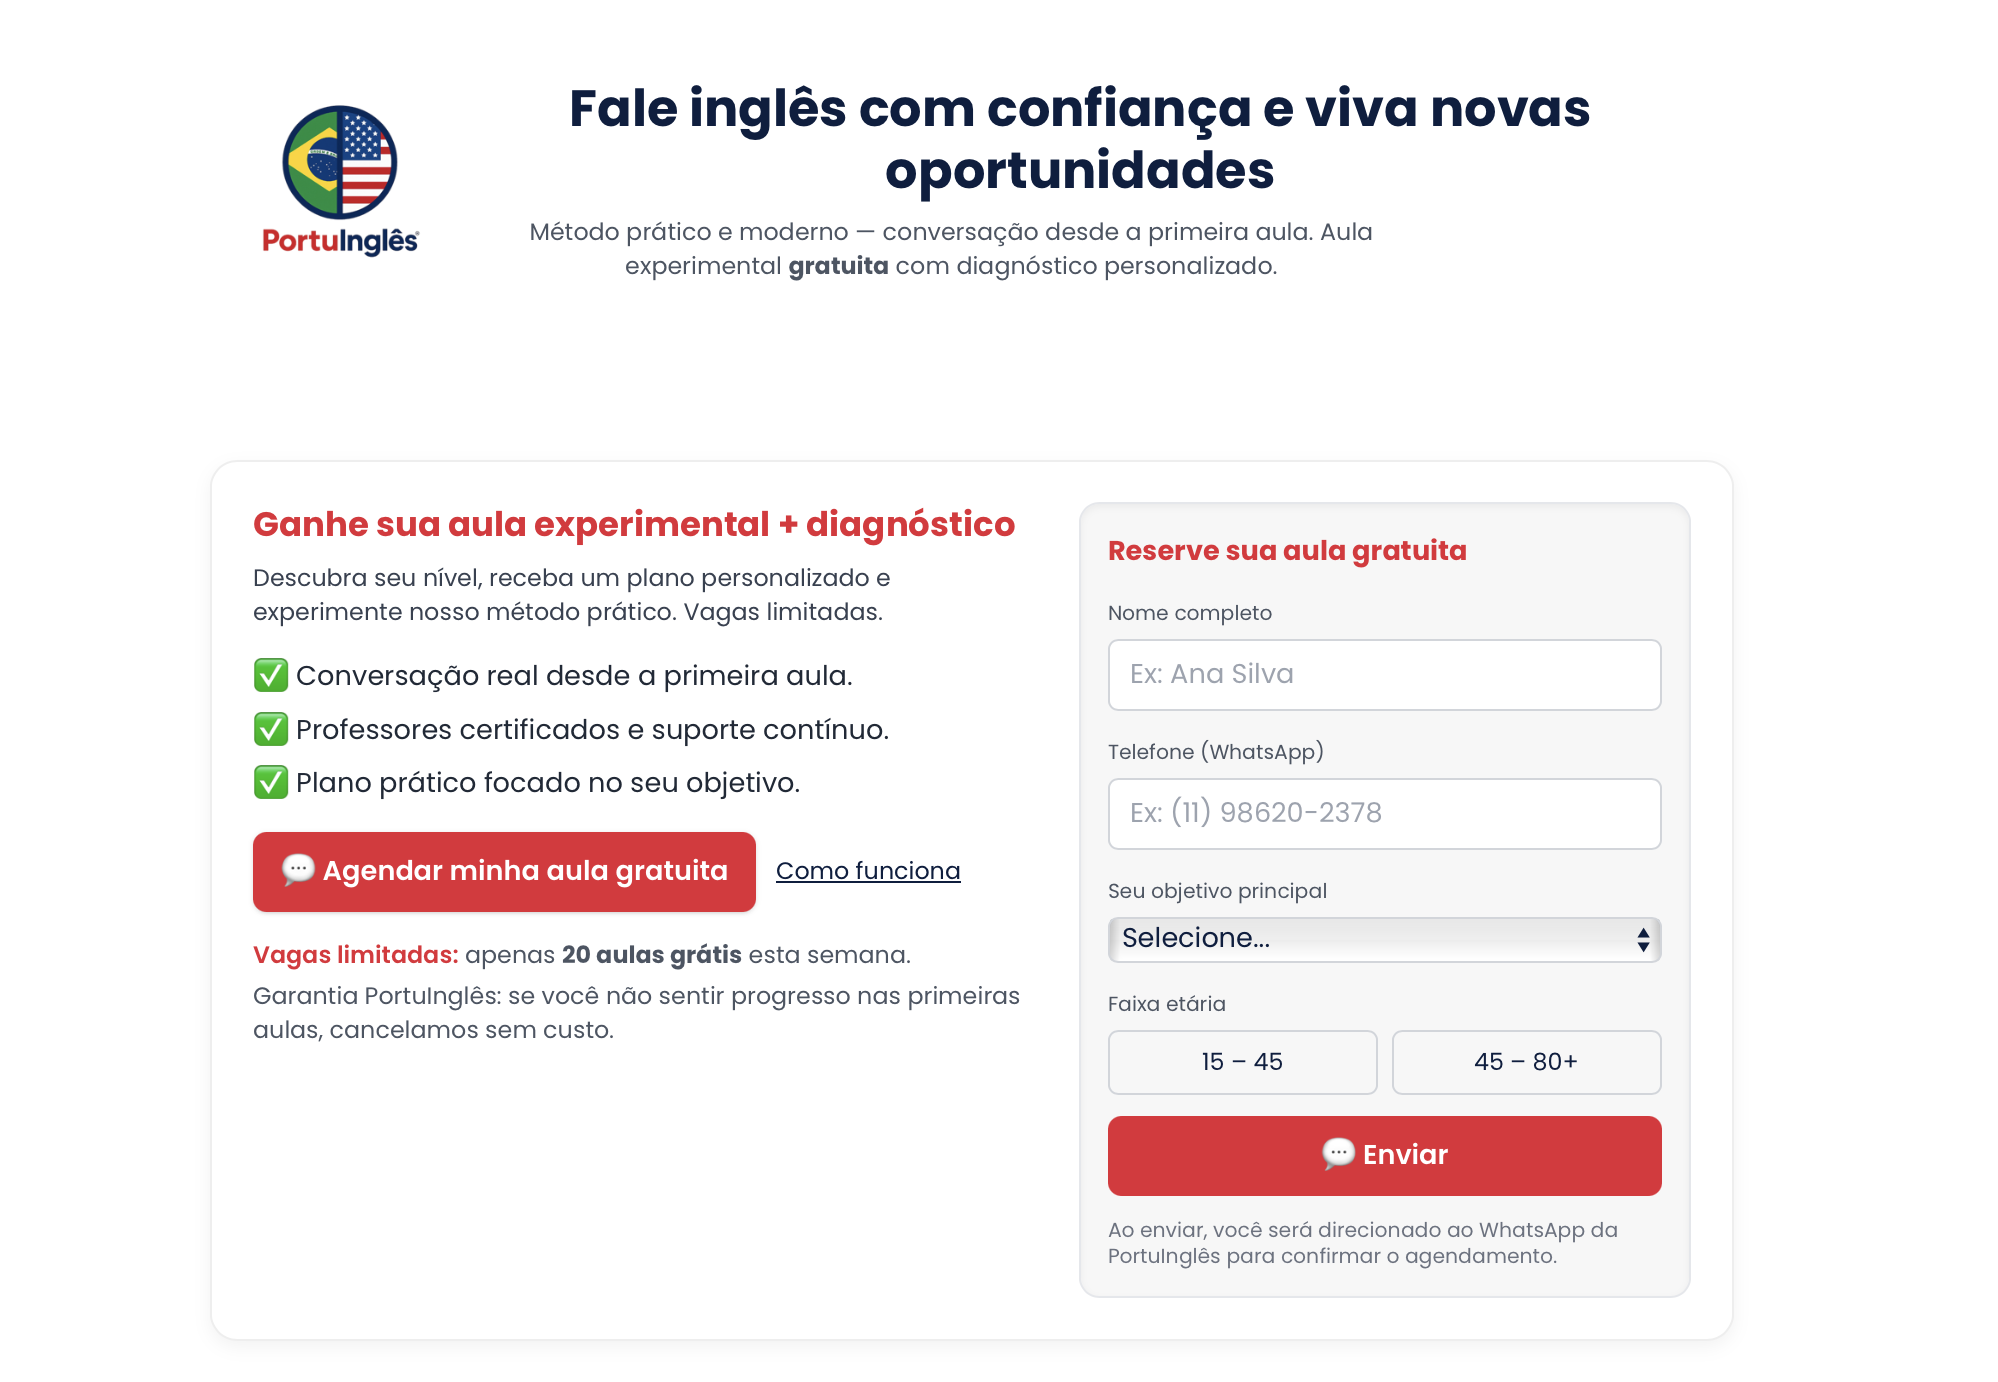 PortuInglês
Fale inglês com confiança e viva novas
oportunidades
Método prático e moderno — conversação desde a primeira aula. Aula
experimental gratuita com diagnóstico personalizado.
Ganhe sua aula experimental + diagnóstico
Descubra seu nível, receba um plano personalizado e
experimente nosso método prático. Vagas limitadas.
✅ Conversação real desde a primeira aula.
✅ Professores certificados e suporte contínuo.
✅ Plano prático focado no seu objetivo.
💬 Agendar minha aula gratuita
Como funciona
Vagas limitadas: apenas 20 aulas grátis esta semana.
Garantia PortuInglês: se você não sentir progresso nas primeiras
aulas, cancelamos sem custo.
Reserve sua aula gratuita
Nome completo
Ex: Ana Silva
Telefone (WhatsApp)
Ex: (11) 98620-2378
Seu objetivo principal
Selecione...
Faixa etária
15 – 45
45 – 80+
💬 Enviar
Ao enviar, você será direcionado ao WhatsApp da
PortuInglês para confirmar o agendamento.